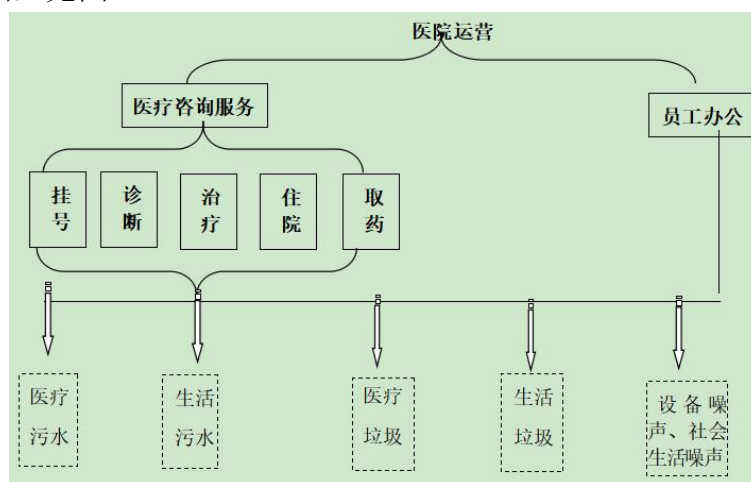 医院运营
医疗咨询服务
员工办公
挂号
诊断
治疗
住院
取药
医疗
污水
生活
污水
医疗
垃圾
生活
垃圾
设备噪
声、社会
生活噪声